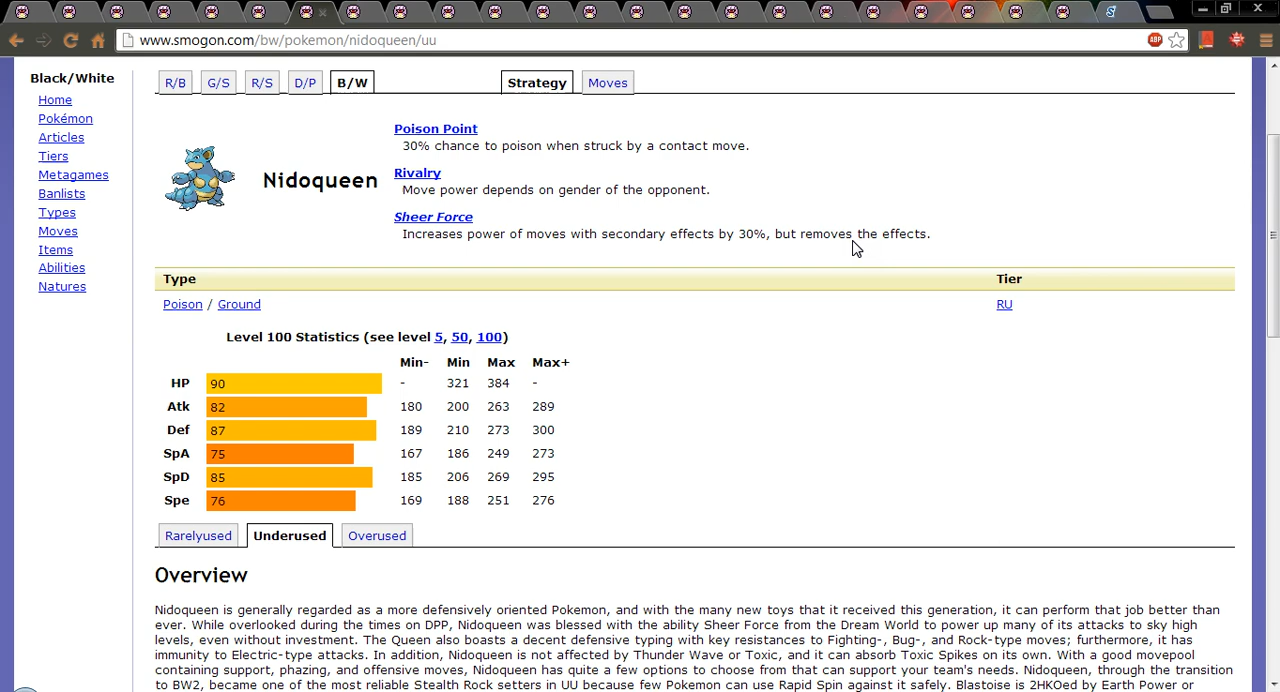 www.smogon.com/bw/pokemon/nidoqueen/uu
ABP
Black/White
Home
Pokémon
Articles
Tiers
Metagames
Banlists
Types
Moves
Items
Abilities
Natures
R/B G/S R/S D/P B/W Strategy Moves
Nidoqueen
Poison Point
30% chance to poison when struck by a contact move.
Rivalry
Move power depends on gender of the opponent.
Sheer Force
Increases power of moves with secondary effects by 30%, but removes the effects.
Type Tier
Poison / Ground RU
Level 100 Statistics (see level 5, 50, 100)
Min- Min Max Max+
HP 90 - 321 384 -
Atk 82 180 200 263 289
Def 87 189 210 273 300
SpA 75 167 186 249 273
SpD 85 185 206 269 295
Spe 76 169 188 251 276
Rarelyused Underused Overused
Overview
Nidoqueen is generally regarded as a more defensively oriented Pokemon, and with the many new toys that it received this generation, it can perform that job better than
ever. While overlooked during the times on DPP, Nidoqueen was blessed with the ability Sheer Force from the Dream World to power up many of its attacks to sky high
levels, even without investment. The Queen also boasts a decent defensive typing with key resistances to Fighting-, Bug-, and Rock-type moves; furthermore, it has
immunity to Electric-type attacks. In addition, Nidoqueen is not affected by Thunder Wave or Toxic, and it can absorb Toxic Spikes on its own. With a good movepool
containing support, phazing, and offensive moves, Nidoqueen has quite a few options to choose from that can support your team's needs. Nidoqueen, through the transition
to BW2, became one of the most reliable Stealth Rock setters in UU because few Pokemon can use Rapid Spin against it safely. Blastoise is 2HKOed by Earth Power or